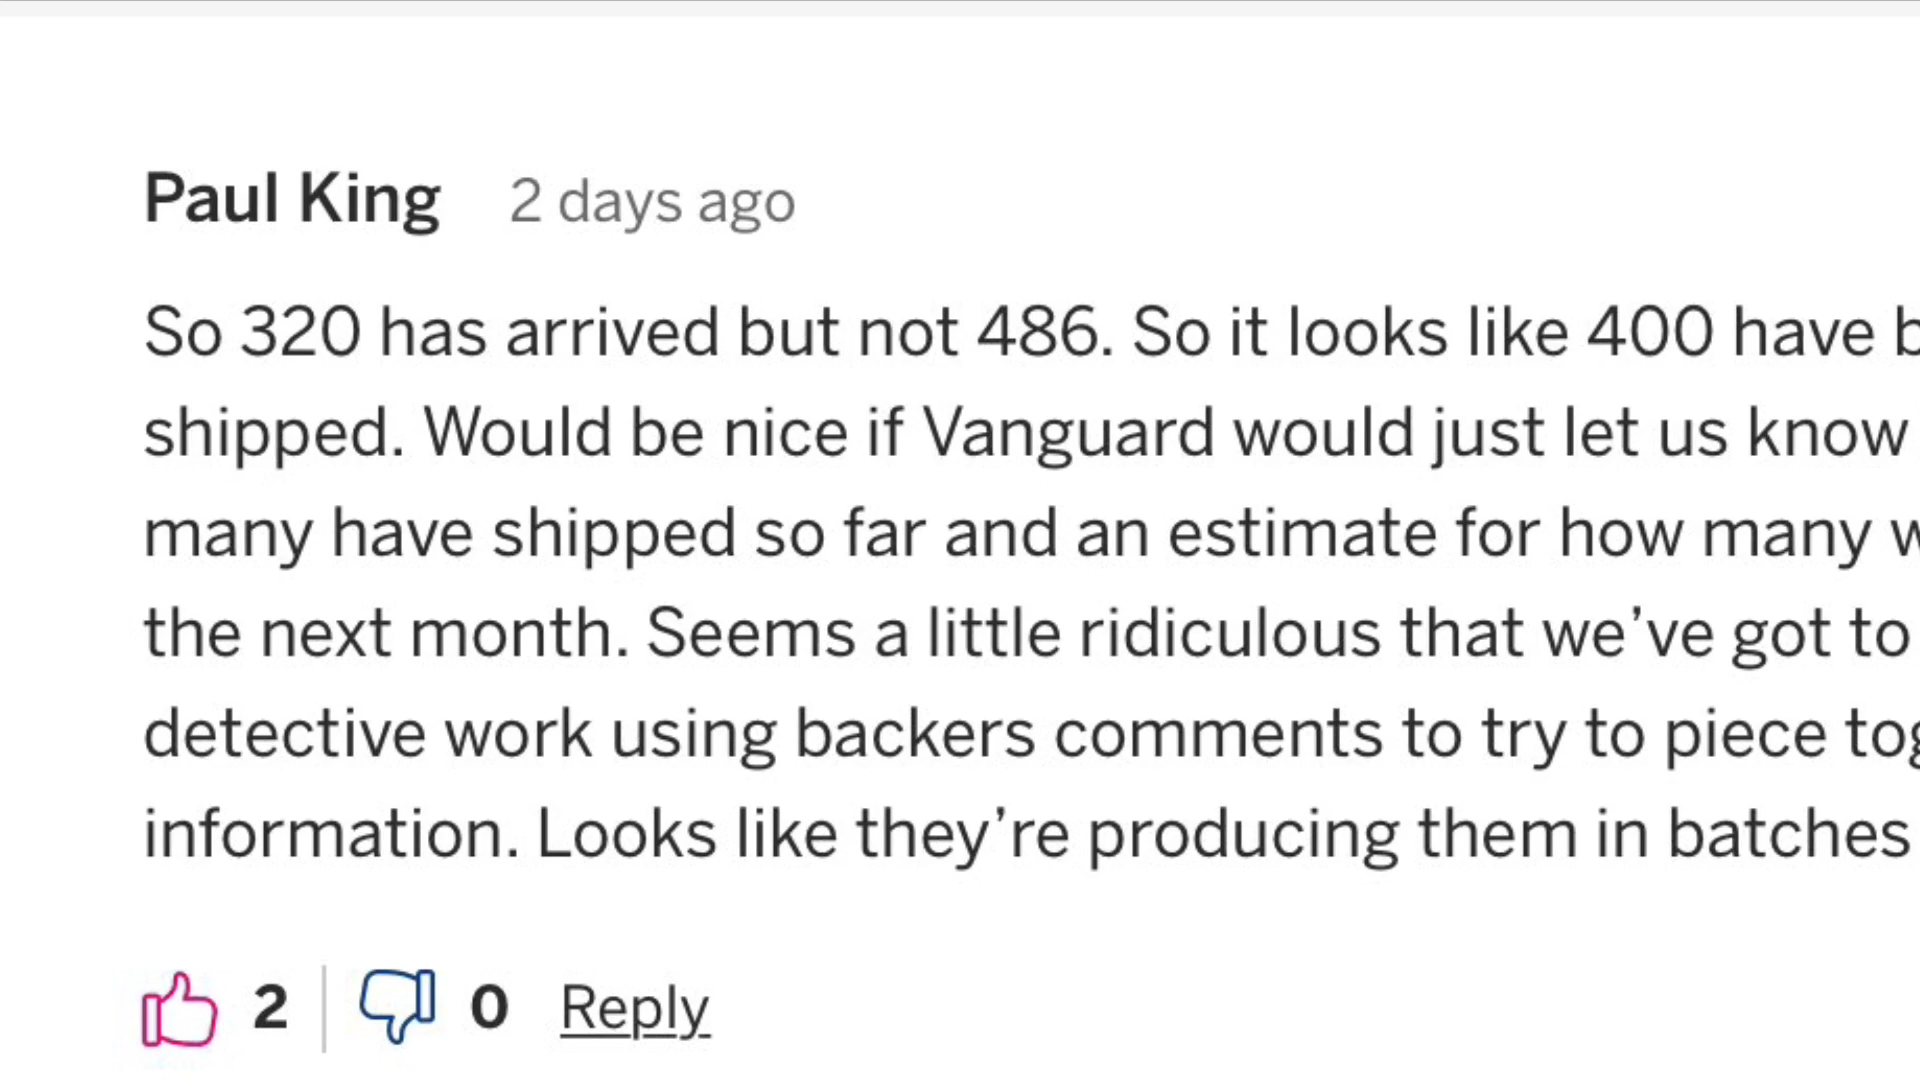 Paul King 2 days ago
So 320 has arrived but not 486. So it looks like 400 have
shipped. Would be nice if Vanguard would just let us know
many have shipped so far and an estimate for how many
the next month. Seems a little ridiculous that we’ve got to
detective work using backers comments to try to piece
information. Looks like they’re producing them in batches
2 0 Reply